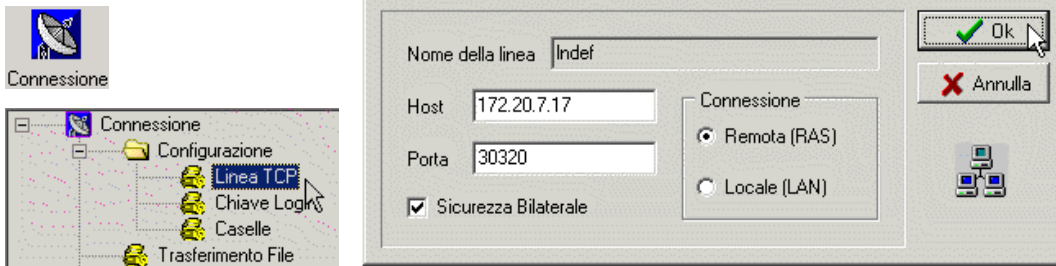 Connessione
Connessione
Configurazione
Linea TCP
Chiave Login
Caselle
Trasferimento File
Nome della linea Indef
Host 172.20.7.17
Porta 30320
Sicurezza Bilaterale
Connessione
Remota (RAS)
Locale (LAN)
Ok
Annulla